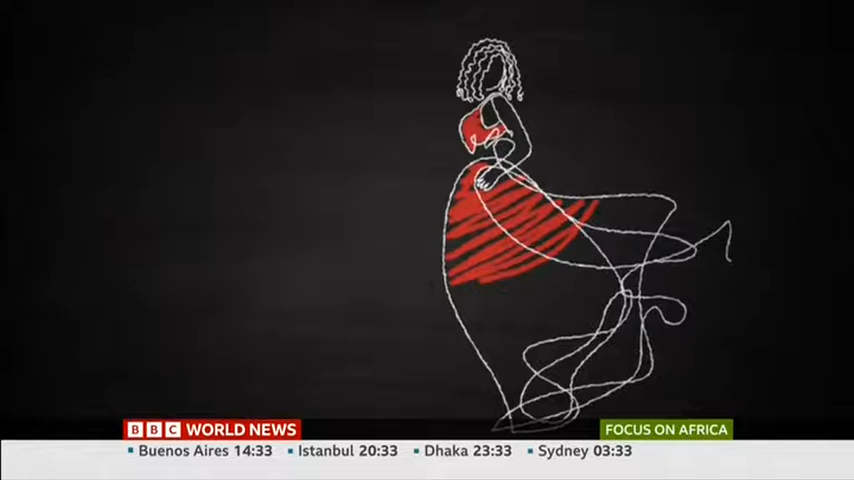 BBC WORLD NEWS
FOCUS ON AFRICA
Buenos Aires 14:33 Istanbul 20:33 Dhaka 23:33 Sydney 03:33